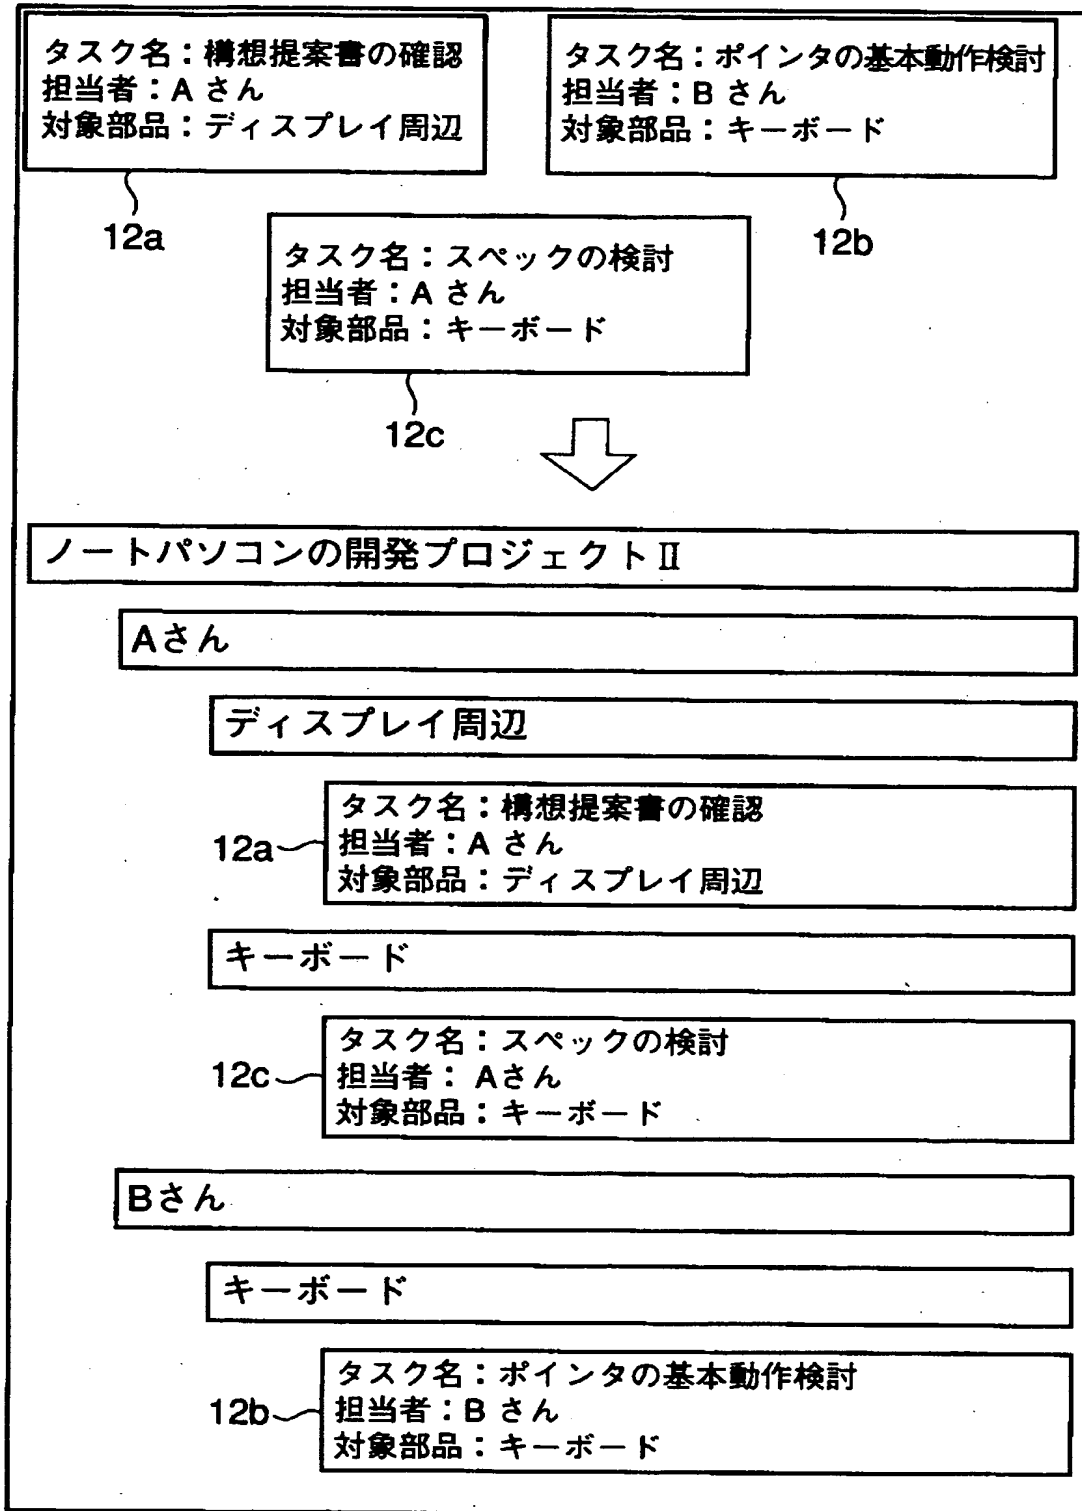 タスク名：構想提案書の確認
担当者：A さん
対象部品：ディスプレイ周辺
12a
タスク名：ポインタの基本動作検討
担当者：B さん
対象部品：キーボード
12b
タスク名：スペックの検討
担当者：A さん
対象部品：キーボード
12c
ノートパソコンの開発プロジェクトⅡ
Aさん
ディスプレイ周辺
タスク名：構想提案書の確認
12a 担当者：A さん
対象部品：ディスプレイ周辺
キーボード
タスク名：スペックの検討
12c 担当者： Aさん
対象部品：キーボード
Bさん
キーボード
タスク名：ポインタの基本動作検討
12b 担当者：B さん
対象部品：キーボード